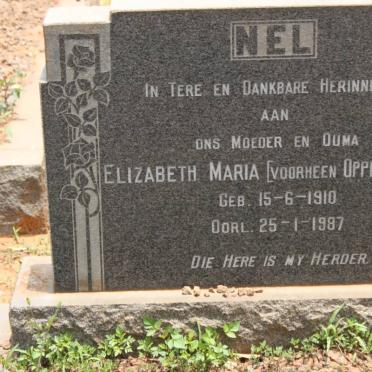 NEL
IN TERE EN DANKBARE HERINNE
AAN
ONS MOEDER EN OUMA
ELIZABETH MARIA [VOORHEEN OPP
GEB. 15-6-1910
OORL. 25-1-1987
DIE HERE IS MY HERDER.